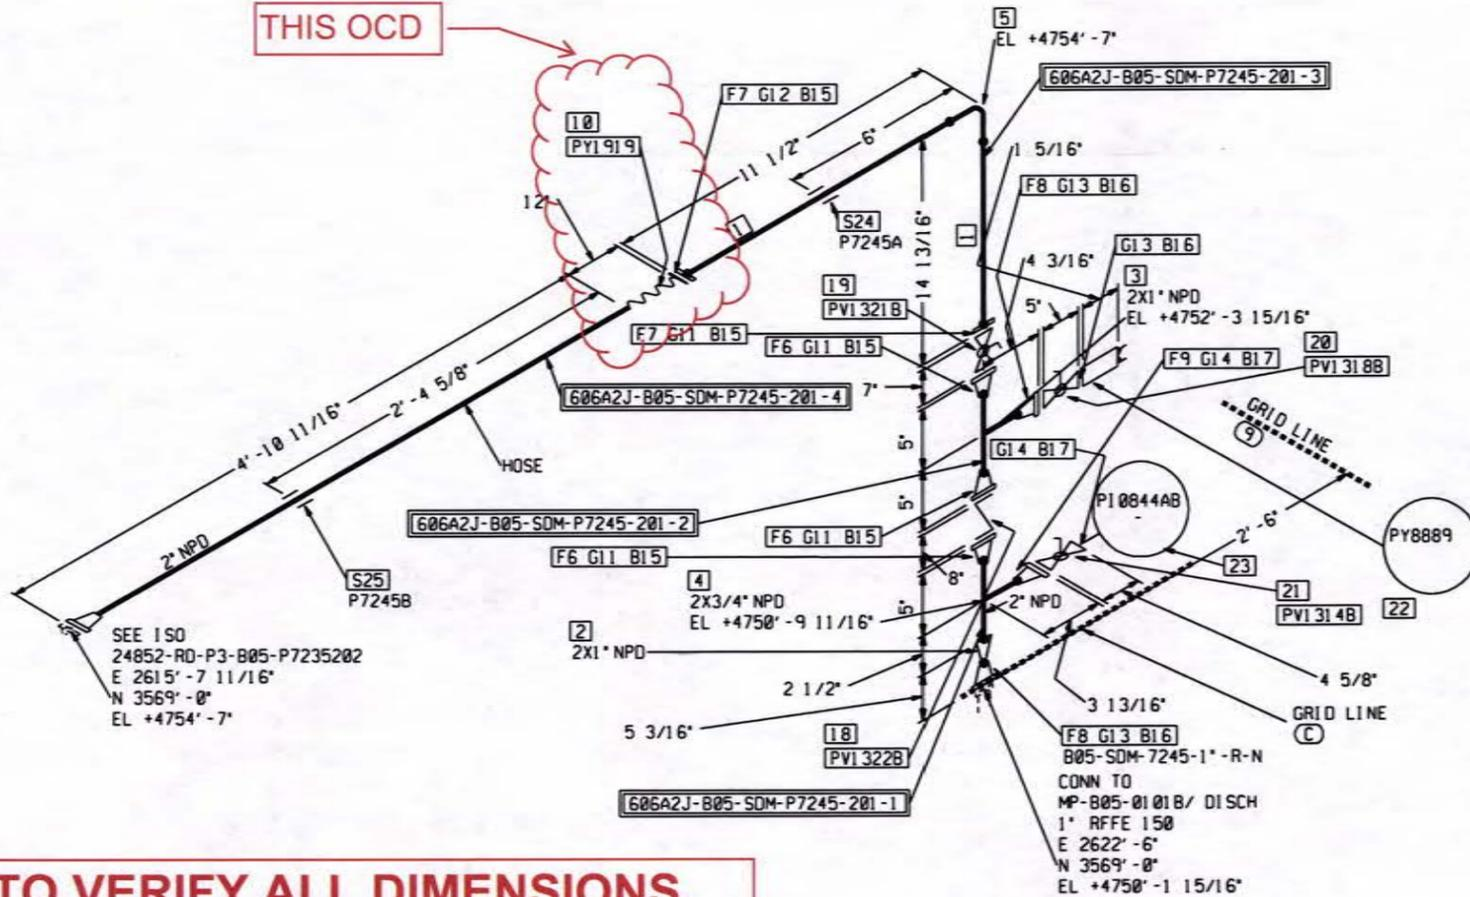 THIS OCD
5
EL +4754'-7"
606A2J-B05-SDM-P7245-201-3
F7 G12 B15
10
PY1919
11 1/2"
6"
1 5/16"
F8 G13 B16
12"
1
S24
P7245A
14 13/16"
1
G13 B16
4 3/16"
3
2X1" NPD
EL +4752'-3 15/16"
19
PV1321B
5"
F7 G11 B15
F6 G11 B15
F9 G14 B17
20
PV1318B
606A2J-B05-SDM-P7245-201-4
7"
4'-10 11/16"
2'-4 5/8"
GRID LINE
9
5"
HOSE
G14 B17
PI0844AB
-
606A2J-B05-SDM-P7245-201-2
5"
2'-6"
F6 G11 B15
PY8889
2" NPD
F6 G11 B15
8"
23
S25
P7245B
4
2X3/4" NPD
EL +4750'-9 11/16"
5"
2" NPD
21
PV1314B
22
SEE ISO
24852-RD-P3-B05-P7235202
E 2615'-7 11/16"
N 3569'-0"
EL +4754'-7"
2
2X1" NPD
2 1/2"
4 5/8"
3 13/16"
5 3/16"
GRID LINE
C
18
PV1322B
F8 G13 B16
B05-SDM-7245-1"-R-N
606A2J-B05-SDM-P7245-201-1
CONN TO
MP-B05-0101B/ DISCH
1" RFFE 150
E 2622'-6"
N 3569'-0"
EL +4750'-1 15/16"
TO VERIFY ALL DIMENSIONS